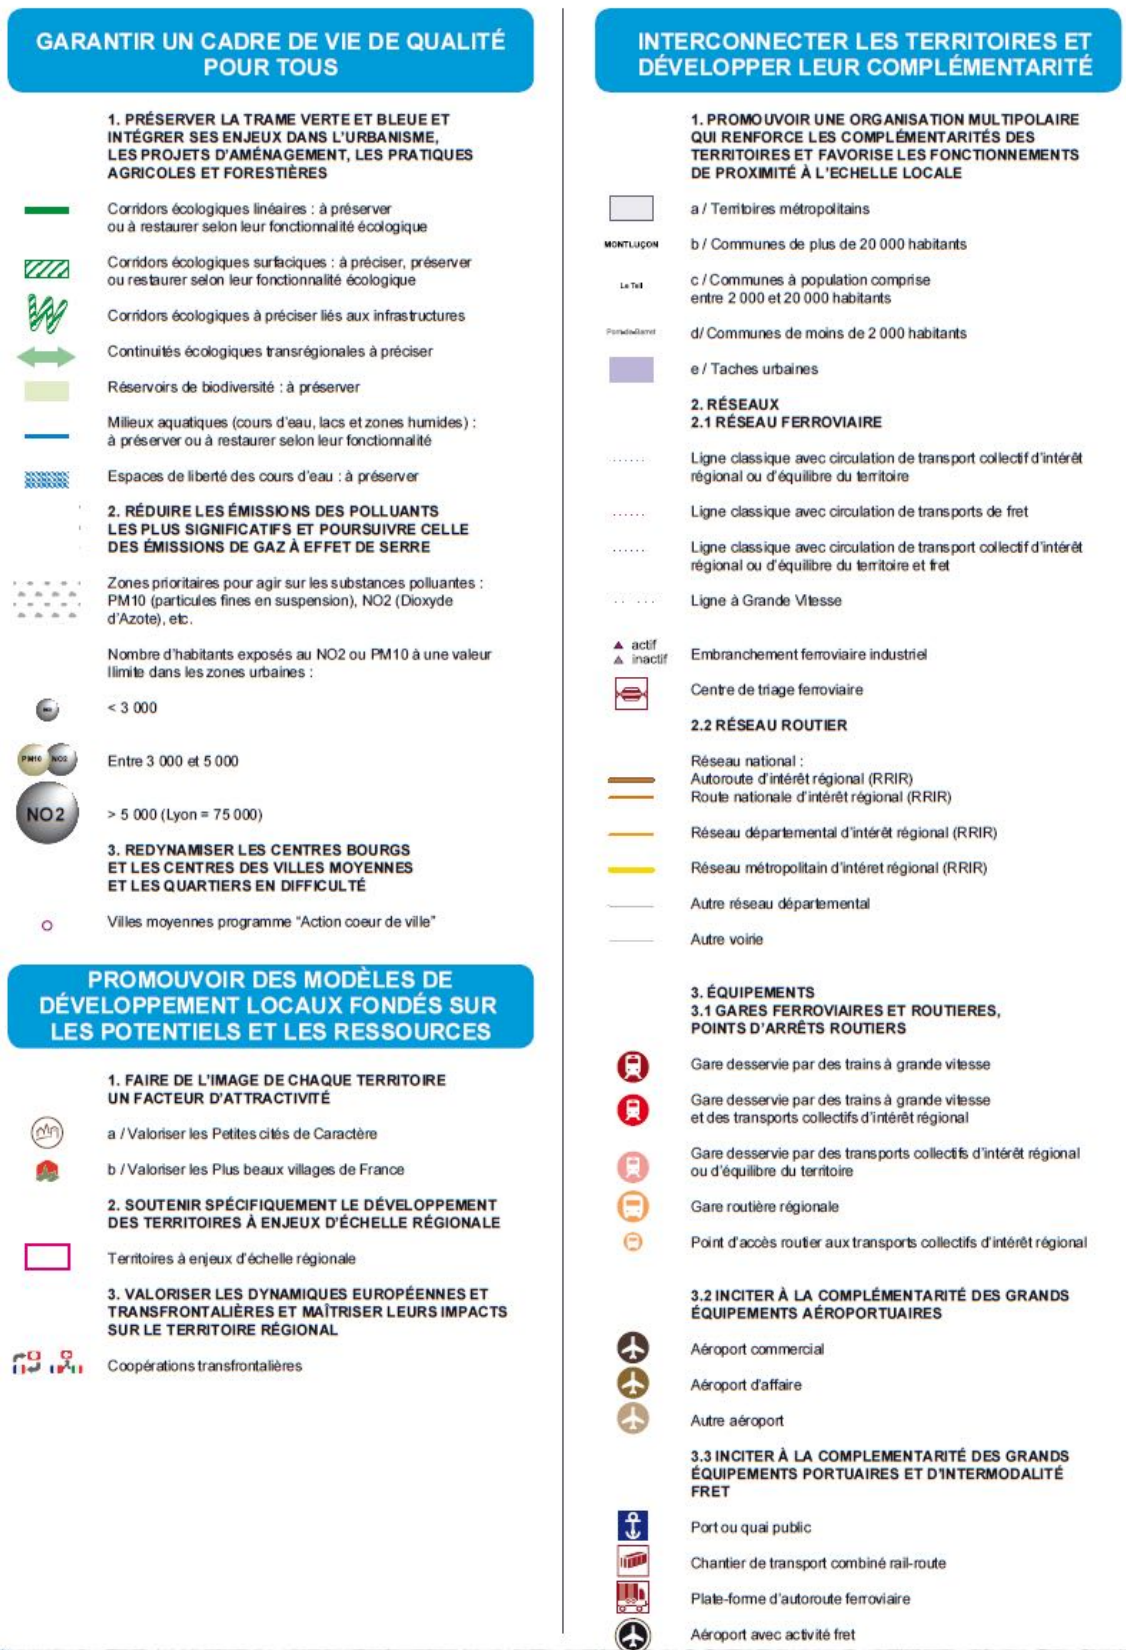 GARANTIR UN CADRE DE VIE DE QUALITÉ
POUR TOUS
1. PRÉSERVER LA TRAME VERTE ET BLEUE ET
INTÉGRER SES ENJEUX DANS L'URBANISME,
LES PROJETS D'AMÉNAGEMENT, LES PRATIQUES
AGRICOLES ET FORESTIÈRES
Corridors écologiques linéaires : à préserver
ou à restaurer selon leur fonctionnalité écologique
Corridors écologiques surfaciques : à préciser, préserver
ou restaurer selon leur fonctionnalité écologique
Corridors écologiques à préciser liés aux infrastructures
Continuités écologiques transrégionales à préciser
Réservoirs de biodiversité : à préserver
Milieux aquatiques (cours d'eau, lacs et zones humides) :
à préserver ou à restaurer selon leur fonctionnalité
Espaces de liberté des cours d'eau : à préserver
2. RÉDUIRE LES ÉMISSIONS DES POLLUANTS
LES PLUS SIGNIFICATIFS ET POURSUIVRE CELLE
DES ÉMISSIONS DE GAZ À EFFET DE SERRE
Zones prioritaires pour agir sur les substances polluantes :
PM10 (particules fines en suspension), NO2 (Dioxyde
d'Azote), etc.
Nombre d'habitants exposés au NO2 ou PM10 à une valeur
llimite dans les zones urbaines :
< 3 000
PM10 NO2
Entre 3 000 et 5 000
NO2
> 5 000 (Lyon = 75 000)
3. REDYNAMISER LES CENTRES BOURGS
ET LES CENTRES DES VILLES MOYENNES
ET LES QUARTIERS EN DIFFICULTÉ
Villes moyennes programme "Action coeur de ville"
PROMOUVOIR DES MODÈLES DE
DÉVELOPPEMENT LOCAUX FONDÉS SUR
LES POTENTIELS ET LES RESSOURCES
1. FAIRE DE L'IMAGE DE CHAQUE TERRITOIRE
UN FACTEUR D'ATTRACTIVITÉ
a / Valoriser les Petites cités de Caractère
b / Valoriser les Plus beaux villages de France
2. SOUTENIR SPÉCIFIQUEMENT LE DÉVELOPPEMENT
DES TERRITOIRES À ENJEUX D'ÉCHELLE RÉGIONALE
Territoires à enjeux d'échelle régionale
3. VALORISER LES DYNAMIQUES EUROPÉENNES ET
TRANSFRONTALIÈRES ET MAÎTRISER LEURS IMPACTS
SUR LE TERRITOIRE RÉGIONAL
Coopérations transfrontalières
INTERCONNECTER LES TERRITOIRES ET
DÉVELOPPER LEUR COMPLÉMENTARITÉ
1. PROMOUVOIR UNE ORGANISATION MULTIPOLAIRE
QUI RENFORCE LES COMPLÉMENTARITÉS DES
TERRITOIRES ET FAVORISE LES FONCTIONNEMENTS
DE PROXIMITÉ À L'ECHELLE LOCALE
a / Territoires métropolitains
MONTLUÇON b / Communes de plus de 20 000 habitants
Le Teil c / Communes à population comprise
entre 2 000 et 20 000 habitants
d/ Communes de moins de 2 000 habitants
e / Taches urbaines
2. RÉSEAUX
2.1 RÉSEAU FERROVIAIRE
Ligne classique avec circulation de transport collectif d'intérêt
régional ou d'équilibre du territoire
Ligne classique avec circulation de transports de fret
Ligne classique avec circulation de transport collectif d'intérêt
régional ou d'équilibre du territoire et fret
Ligne à Grande Vitesse
actif
inactif Embranchement ferroviaire industriel
Centre de triage ferroviaire
2.2 RÉSEAU ROUTIER
Réseau national :
Autoroute d'intérêt régional (RRIR)
Route nationale d'intérêt régional (RRIR)
Réseau départemental d'intérêt régional (RRIR)
Réseau métropolitain d'intéret régional (RRIR)
Autre réseau départemental
Autre voirie
3. ÉQUIPEMENTS
3.1 GARES FERROVIAIRES ET ROUTIERES,
POINTS D'ARRÊTS ROUTIERS
Gare desservie par des trains à grande vitesse
Gare desservie par des trains à grande vitesse
et des transports collectifs d'intérêt régional
Gare desservie par des transports collectifs d'intérêt régional
ou d'équilibre du territoire
Gare routière régionale
Point d'accès routier aux transports collectifs d'intérêt régional
3.2 INCITER À LA COMPLÉMENTARITÉ DES GRANDS
ÉQUIPEMENTS AÉROPORTUAIRES
Aéroport commercial
Aéroport d'affaire
Autre aéroport
3.3 INCITER À LA COMPLEMENTARITÉ DES GRANDS
ÉQUIPEMENTS PORTUAIRES ET D'INTERMODALITÉ
FRET
Port ou quai public
Chantier de transport combiné rail-route
Plate-forme d'autoroute ferroviaire
Aéroport avec activité fret